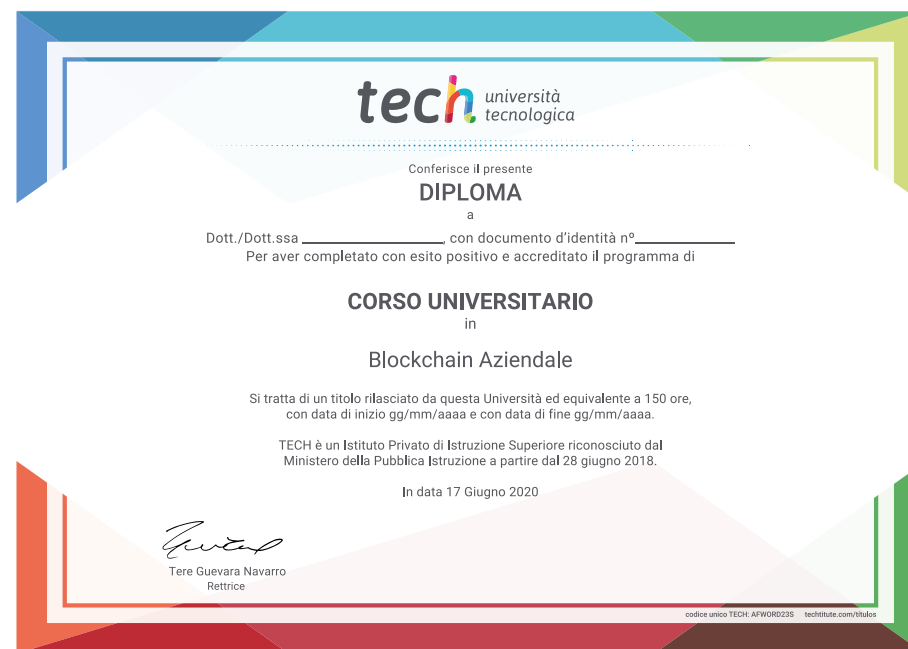 tech università
tecnologica
Conferisce il presente
DIPLOMA
a
Dott./Dott.ssa ________________, con documento d'identità nº____________
Per aver completato con esito positivo e accreditato il programma di
CORSO UNIVERSITARIO
in
Blockchain Aziendale
Si tratta di un titolo rilasciato da questa Università ed equivalente a 150 ore,
con data di inizio gg/mm/aaaa e con data di fine gg/mm/aaaa.
TECH è un Istituto Privato di Istruzione Superiore riconosciuto dal
Ministero della Pubblica Istruzione a partire dal 28 giugno 2018.
In data 17 Giugno 2020
Tere Guevara Navarro
Rettrice
codice unico TECH: AFWORD23S techtitute.com/titulos